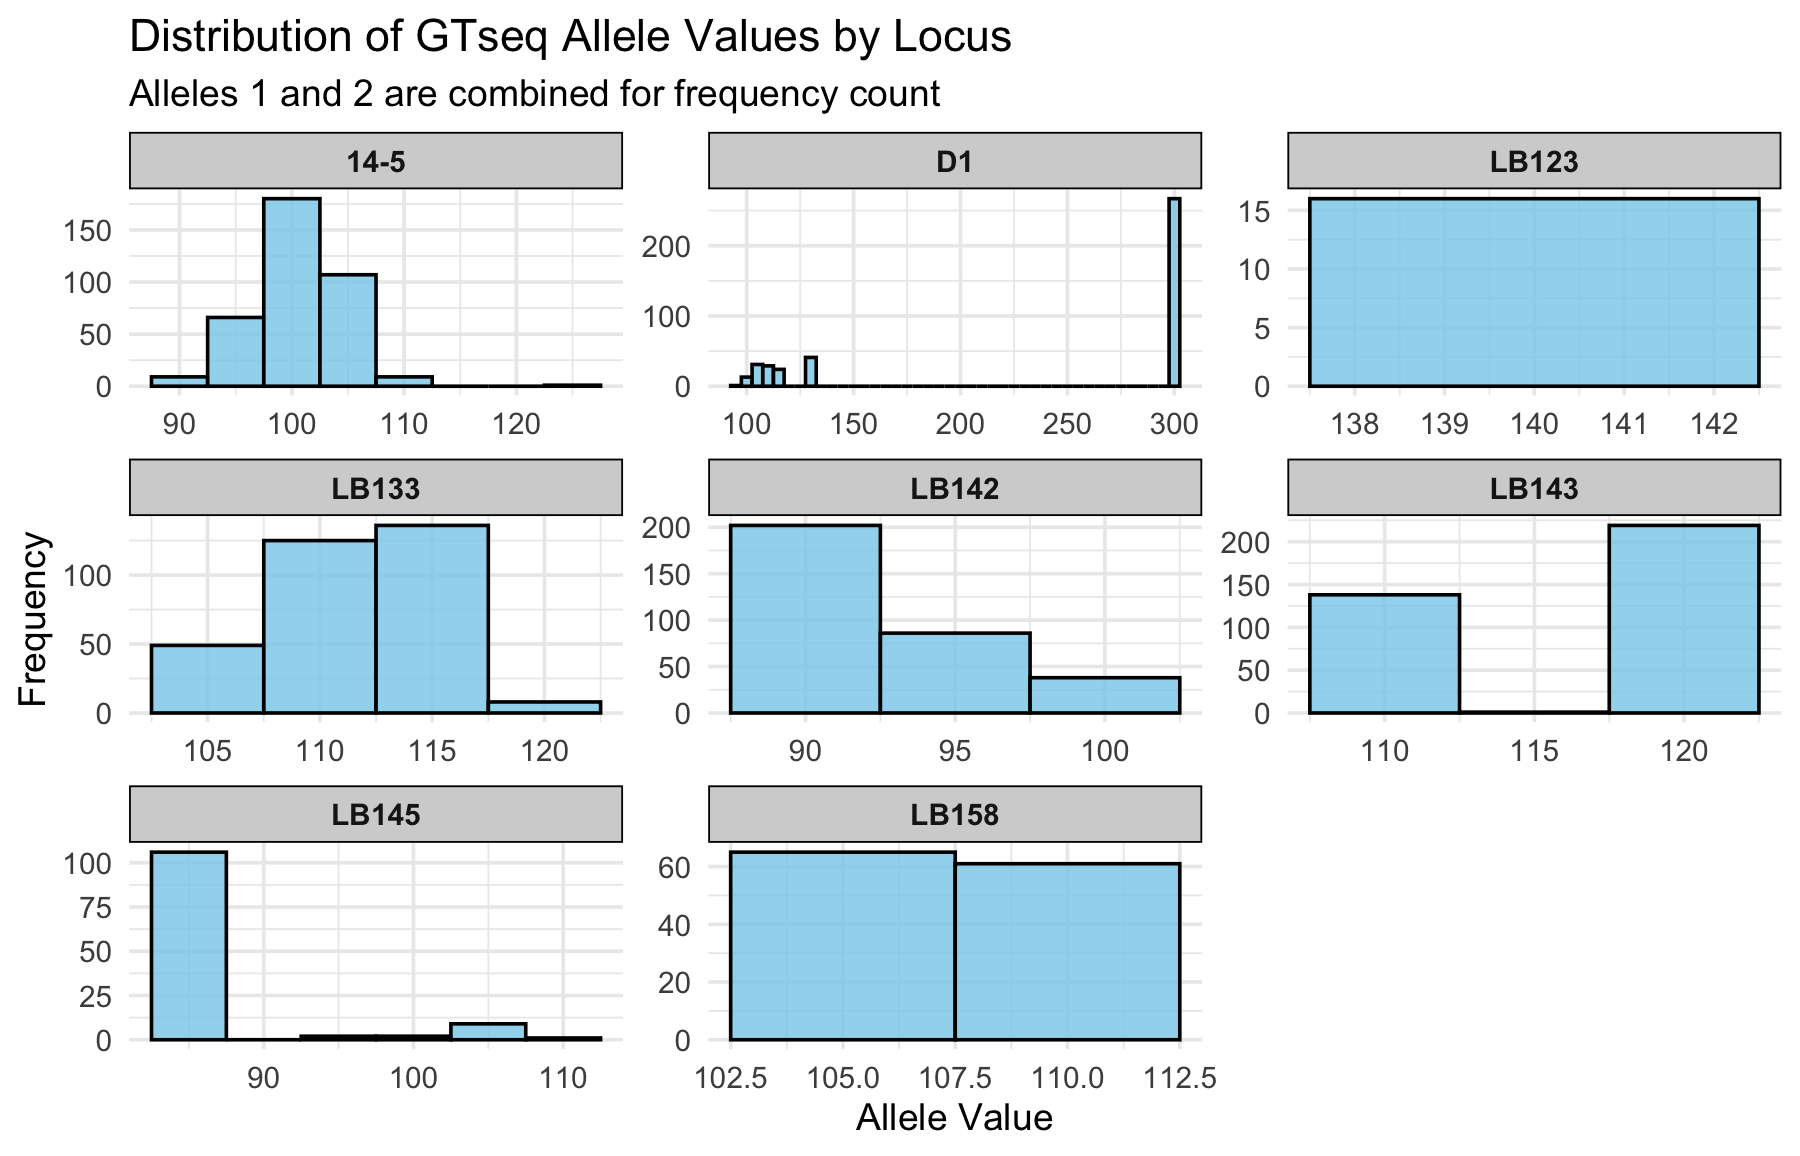 Distribution of GTseq Allele Values by Locus
Alleles 1 and 2 are combined for frequency count
14-5
D1
LB123
150
100
50
0
90 100 110 120
200
100
0
100 150 200 250 300
15
10
5
0
138 139 140 141 142
LB133
LB142
LB143
Frequency
100
50
0
105 110 115 120
200
150
100
50
0
90 95 100
200
150
100
50
0
110 115 120
LB145
LB158
100
75
50
25
0
90 100 110
60
40
20
0
102.5 105.0 107.5 110.0 112.5
Allele Value